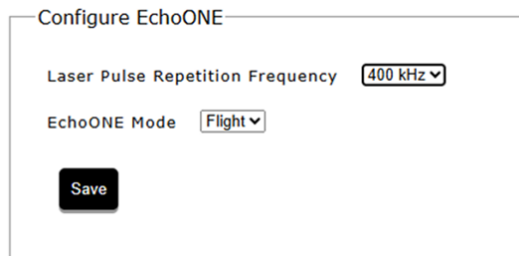 Configure EchoONE
Laser Pulse Repetition Frequency 400 kHz
EchoONE Mode Flight
Save